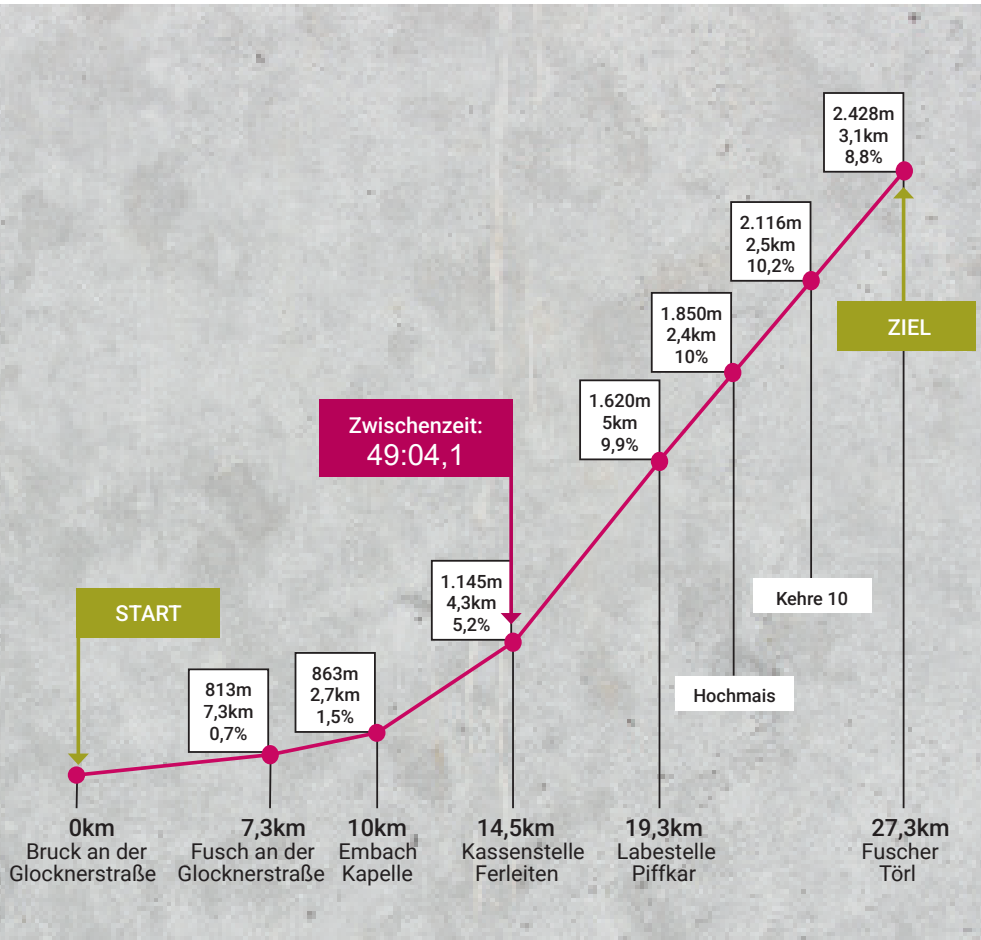 2.428m
3,1km
8,8%
2.116m
2,5km
10,2%
ZIEL
1.850m
2,4km
10%
1.620m
5km
9,9%
Zwischenzeit:
49:04,1
1.145m
4,3km
5,2%
START
Kehre 10
813m
7,3km
0,7%
863m
2,7km
1,5%
Hochmais
0km
Bruck an der
Glocknerstraße
7,3km
Fusch an der
Glocknerstraße
10km
Embach
Kapelle
14,5km
Kassenstelle
Ferleiten
19,3km
Labestelle
Piffkar
27,3km
Fuscher
Törl